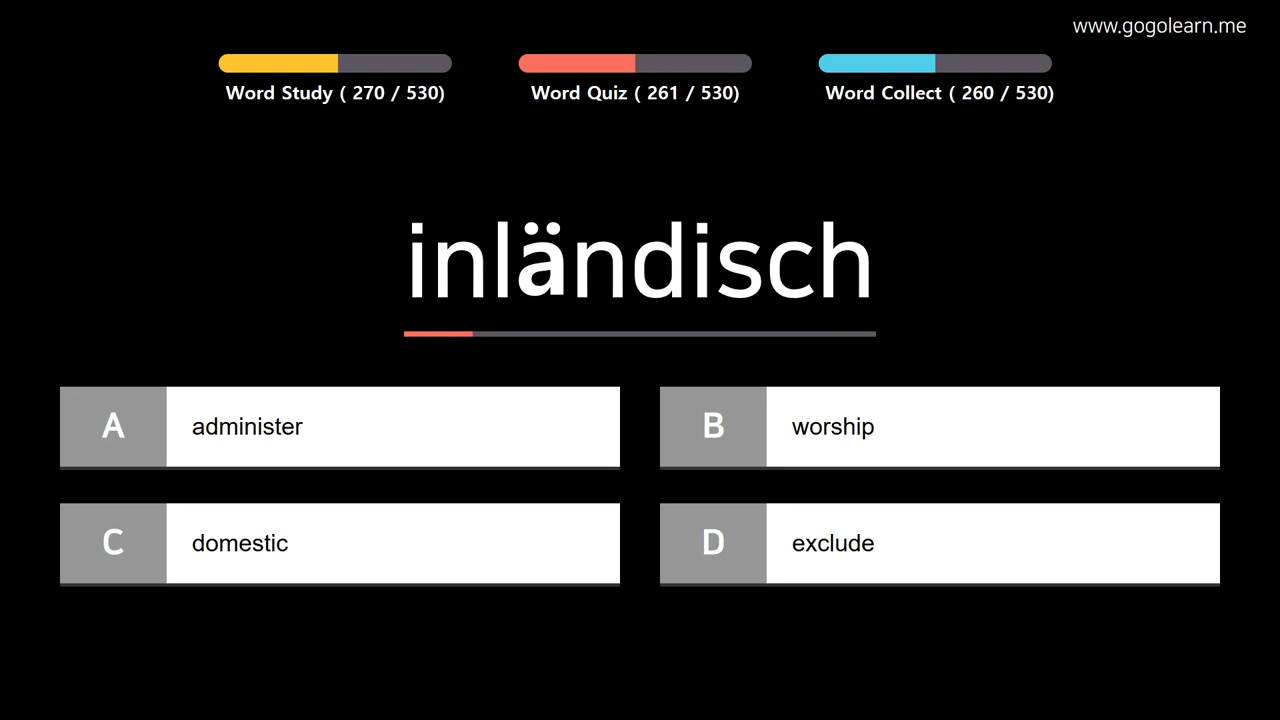 www.gogolearn.me
Word Study ( 270 / 530)
Word Quiz ( 261 / 530)
Word Collect ( 260 / 530)
inländisch
A administer
B worship
C domestic
D exclude